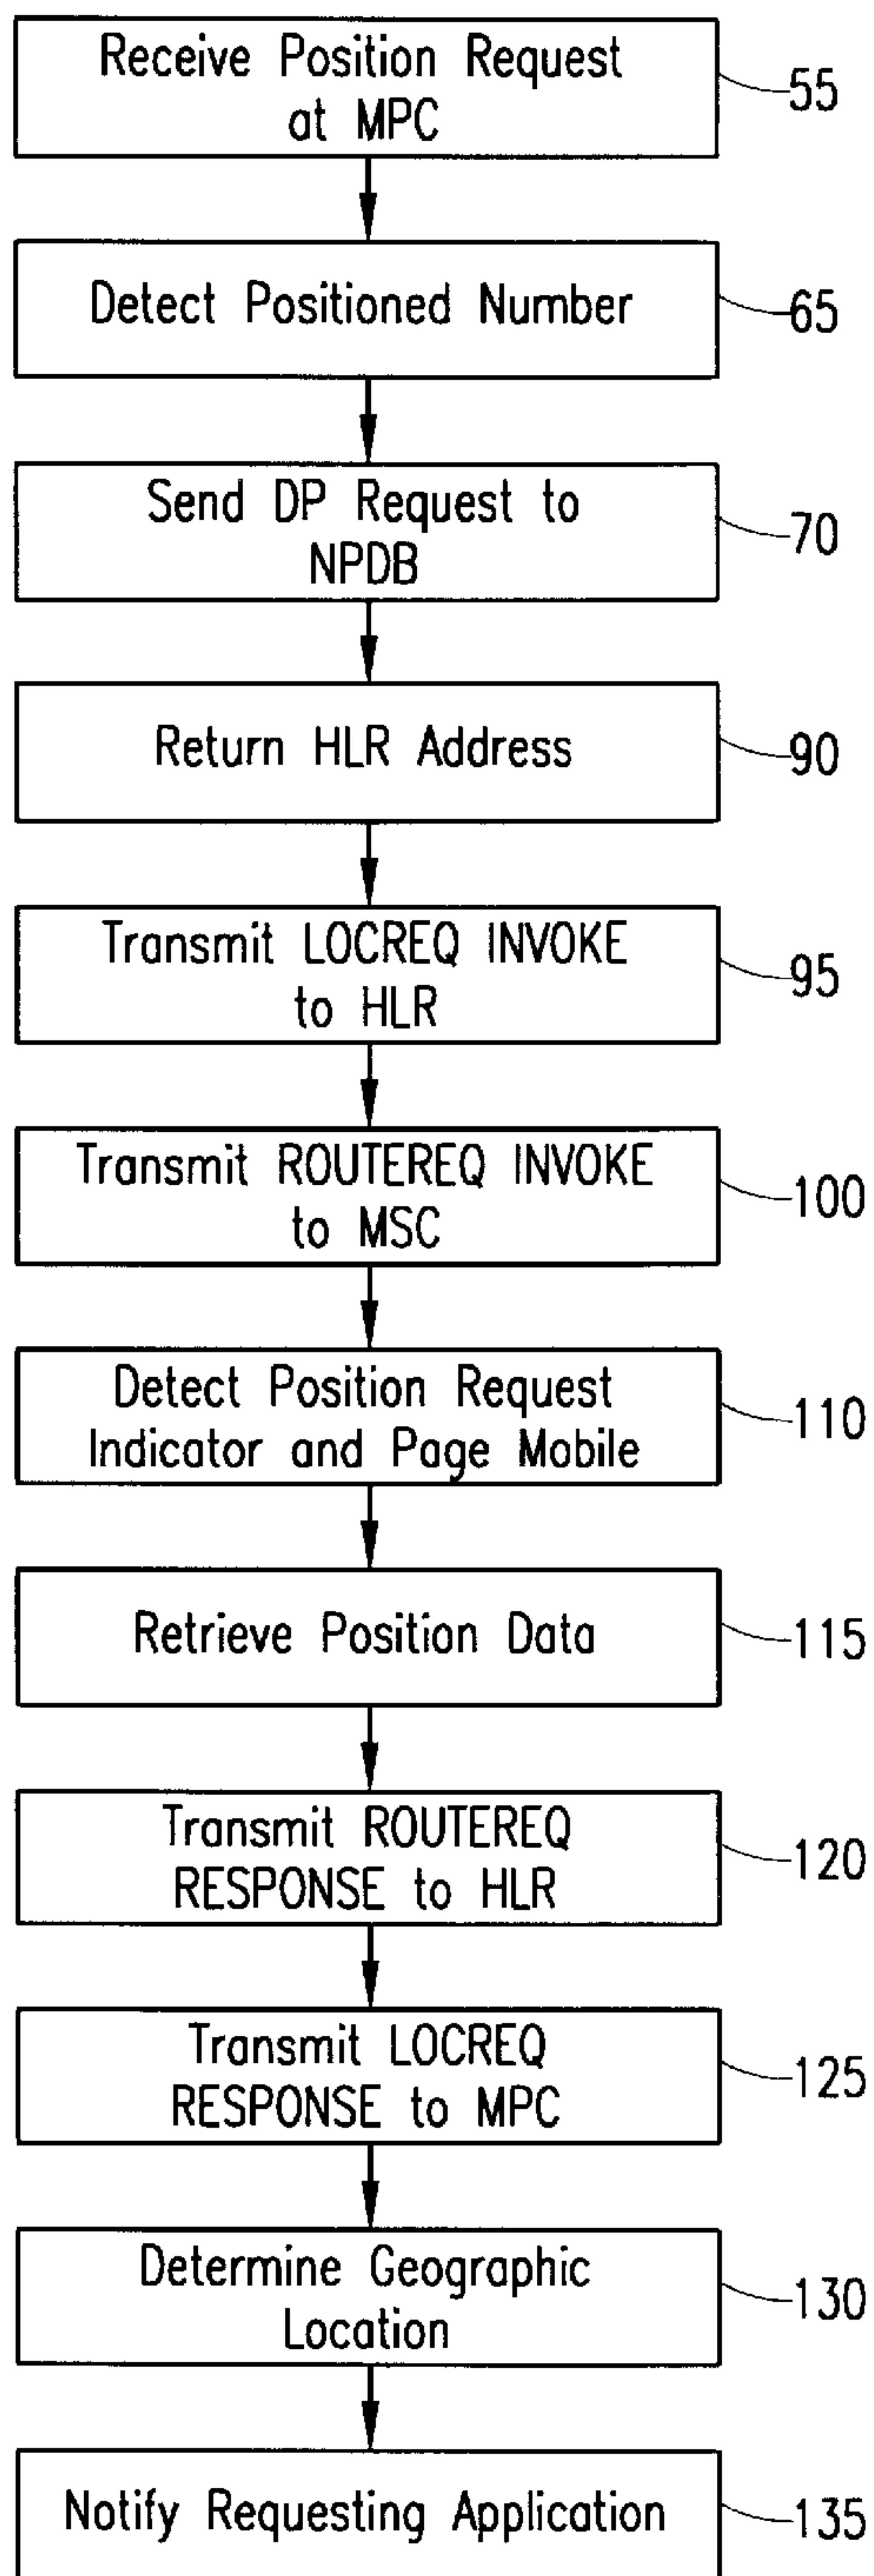 Receive Position Request
at MPC
55
Detect Positioned Number
65
Send DP Request to
NPDB
70
Return HLR Address
90
Transmit LOCREQ INVOKE
to HLR
95
Transmit ROUTEREQ INVOKE
to MSC
100
Detect Position Request
Indicator and Page Mobile
110
Retrieve Position Data
115
Transmit ROUTEREQ
RESPONSE to HLR
120
Transmit LOCREQ
RESPONSE to MPC
125
Determine Geographic
Location
130
Notify Requesting Application
135